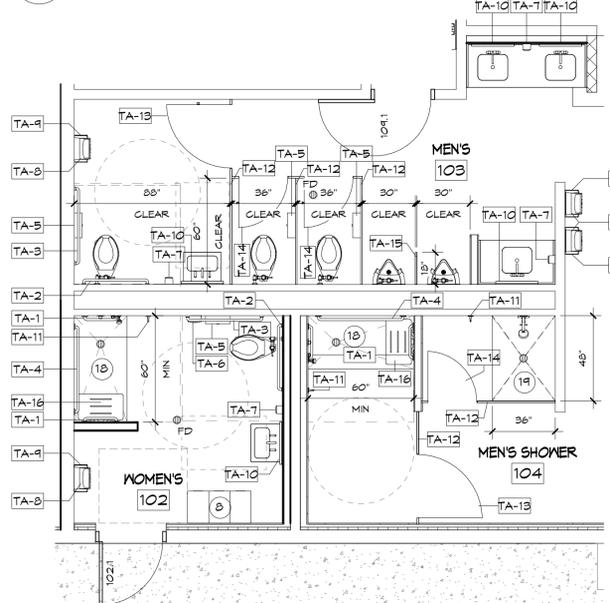 TA-10 TA-7 TA-10
TA-13
109.1
TA-9
TA-8
MEN'S
103
TA-12 TA-5 TA-12 TA-5 TA-12
FD
88" 36" 36" 30" 30"
CLEAR CLEAR CLEAR CLEAR CLEAR
60"
CLEAR
TA-5
TA-3
TA-10
TA-7
TA-14
TA-14
TA-15
18"
TA-10 TA-7
TA-2
TA-2
TA-4
TA-11
TA-1
TA-11
TA-3
TA-5
TA-6
60"
MIN
18
TA-4
TA-16
TA-1
18
TA-1
TA-11
TA-16
60"
MIN
TA-14
19
48"
TA-7
FD
TA-12
36"
TA-12
TA-9
TA-8
WOMEN'S
102
TA-10
8
MEN'S SHOWER
104
TA-13
102.1